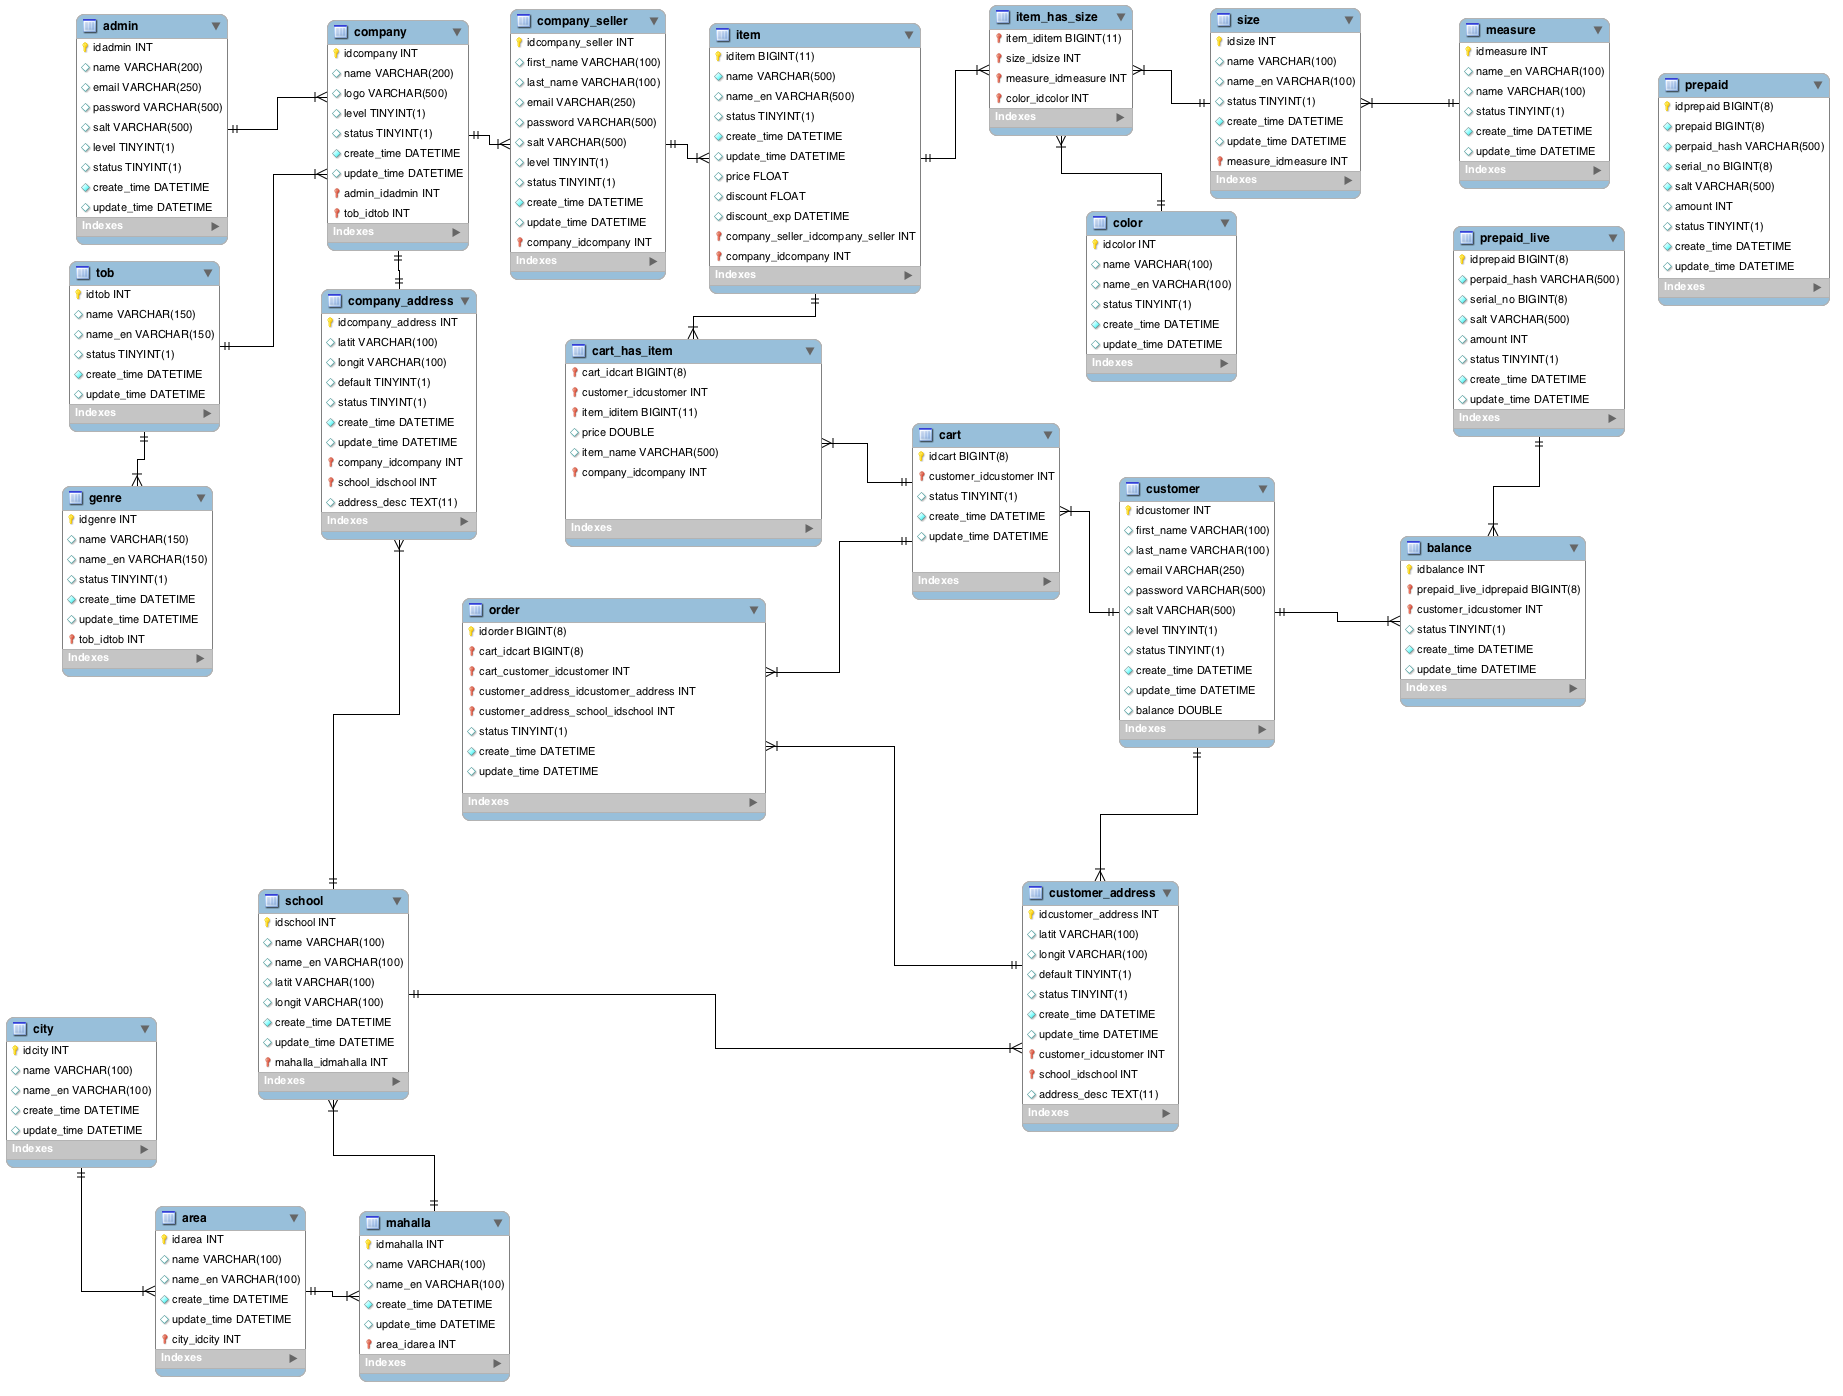 admin
idadmin INT
name VARCHAR(200)
email VARCHAR(250)
password VARCHAR(500)
salt VARCHAR(500)
level TINYINT(1)
status TINYINT(1)
create_time DATETIME
update_time DATETIME
Indexes
company
idcompany INT
name VARCHAR(200)
logo VARCHAR(500)
level TINYINT(1)
status TINYINT(1)
create_time DATETIME
update_time DATETIME
admin_idadmin INT
tob_idtob INT
Indexes
company_seller
idcompany_seller INT
first_name VARCHAR(100)
last_name VARCHAR(100)
email VARCHAR(250)
password VARCHAR(500)
salt VARCHAR(500)
level TINYINT(1)
status TINYINT(1)
create_time DATETIME
update_time DATETIME
company_idcompany INT
Indexes
item
iditem BIGINT(11)
name VARCHAR(500)
name_en VARCHAR(500)
status TINYINT(1)
create_time DATETIME
update_time DATETIME
price FLOAT
discount FLOAT
discount_exp DATETIME
company_seller_idcompany_seller INT
company_idcompany INT
Indexes
item_has_size
item_iditem BIGINT(11)
size_idsize INT
measure_idmeasure INT
color_idcolor INT
Indexes
size
idsize INT
name VARCHAR(100)
name_en VARCHAR(100)
status TINYINT(1)
create_time DATETIME
update_time DATETIME
measure_idmeasure INT
Indexes
measure
idmeasure INT
name_en VARCHAR(100)
name VARCHAR(100)
status TINYINT(1)
create_time DATETIME
update_time DATETIME
Indexes
prepaid
idprepaid BIGINT(8)
prepaid BIGINT(8)
perpaid_hash VARCHAR(500)
serial_no BIGINT(8)
salt VARCHAR(500)
amount INT
status TINYINT(1)
create_time DATETIME
update_time DATETIME
Indexes
tob
idtob INT
name VARCHAR(150)
name_en VARCHAR(150)
status TINYINT(1)
create_time DATETIME
update_time DATETIME
Indexes
company_address
idcompany_address INT
latit VARCHAR(100)
longit VARCHAR(100)
default TINYINT(1)
status TINYINT(1)
create_time DATETIME
update_time DATETIME
company_idcompany INT
school_idschool INT
address_desc TEXT(11)
Indexes
color
idcolor INT
name VARCHAR(100)
name_en VARCHAR(100)
status TINYINT(1)
create_time DATETIME
update_time DATETIME
Indexes
prepaid_live
idprepaid BIGINT(8)
perpaid_hash VARCHAR(500)
serial_no BIGINT(8)
salt VARCHAR(500)
amount INT
status TINYINT(1)
create_time DATETIME
update_time DATETIME
Indexes
cart_has_item
cart_idcart BIGINT(8)
customer_idcustomer INT
item_iditem BIGINT(11)
price DOUBLE
item_name VARCHAR(500)
company_idcompany INT
Indexes
cart
idcart BIGINT(8)
customer_idcustomer INT
status TINYINT(1)
create_time DATETIME
update_time DATETIME
Indexes
genre
idgenre INT
name VARCHAR(150)
name_en VARCHAR(150)
status TINYINT(1)
create_time DATETIME
update_time DATETIME
tob_idtob INT
Indexes
customer
idcustomer INT
first_name VARCHAR(100)
last_name VARCHAR(100)
email VARCHAR(250)
password VARCHAR(500)
salt VARCHAR(500)
level TINYINT(1)
status TINYINT(1)
create_time DATETIME
update_time DATETIME
balance DOUBLE
Indexes
balance
idbalance INT
prepaid_live_idprepaid BIGINT(8)
customer_idcustomer INT
status TINYINT(1)
create_time DATETIME
update_time DATETIME
Indexes
order
idorder BIGINT(8)
cart_idcart BIGINT(8)
cart_customer_idcustomer INT
customer_address_idcustomer_address INT
customer_address_school_idschool INT
status TINYINT(1)
create_time DATETIME
update_time DATETIME
Indexes
school
idschool INT
name VARCHAR(100)
name_en VARCHAR(100)
latit VARCHAR(100)
longit VARCHAR(100)
create_time DATETIME
update_time DATETIME
mahalla_idmahalla INT
Indexes
customer_address
idcustomer_address INT
latit VARCHAR(100)
longit VARCHAR(100)
default TINYINT(1)
status TINYINT(1)
create_time DATETIME
update_time DATETIME
customer_idcustomer INT
school_idschool INT
address_desc TEXT(11)
Indexes
city
idcity INT
name VARCHAR(100)
name_en VARCHAR(100)
create_time DATETIME
update_time DATETIME
Indexes
area
idarea INT
name VARCHAR(100)
name_en VARCHAR(100)
create_time DATETIME
update_time DATETIME
city_idcity INT
Indexes
mahalla
idmahalla INT
name VARCHAR(100)
name_en VARCHAR(100)
create_time DATETIME
update_time DATETIME
area_idarea INT
Indexes